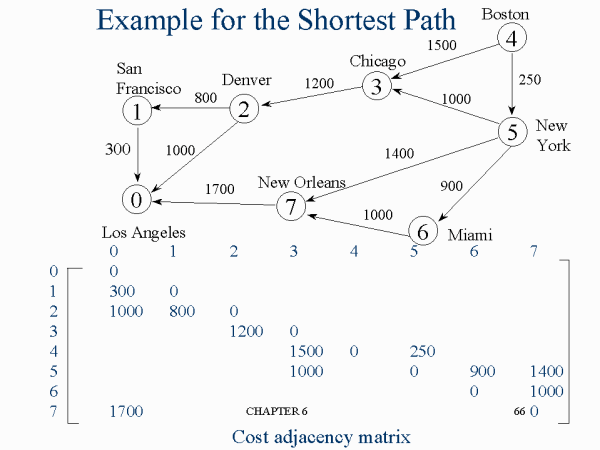 Example for the Shortest Path
Boston
4
1500
Chicago
San
Francisco
Denver
250
1200
3
800
1000
1
2
5
New
York
300
1000
1400
New Orleans
900
1700
0
7
1000
6
Miami
Los Angeles
0 1 2 3 4 5 6 7
0 0
1 300 0
2 1000 800 0
3 1200 0
4 1500 0 250
5 1000 0 900 1400
6 0 1000
7 1700 0
CHAPTER 6 66
Cost adjacency matrix